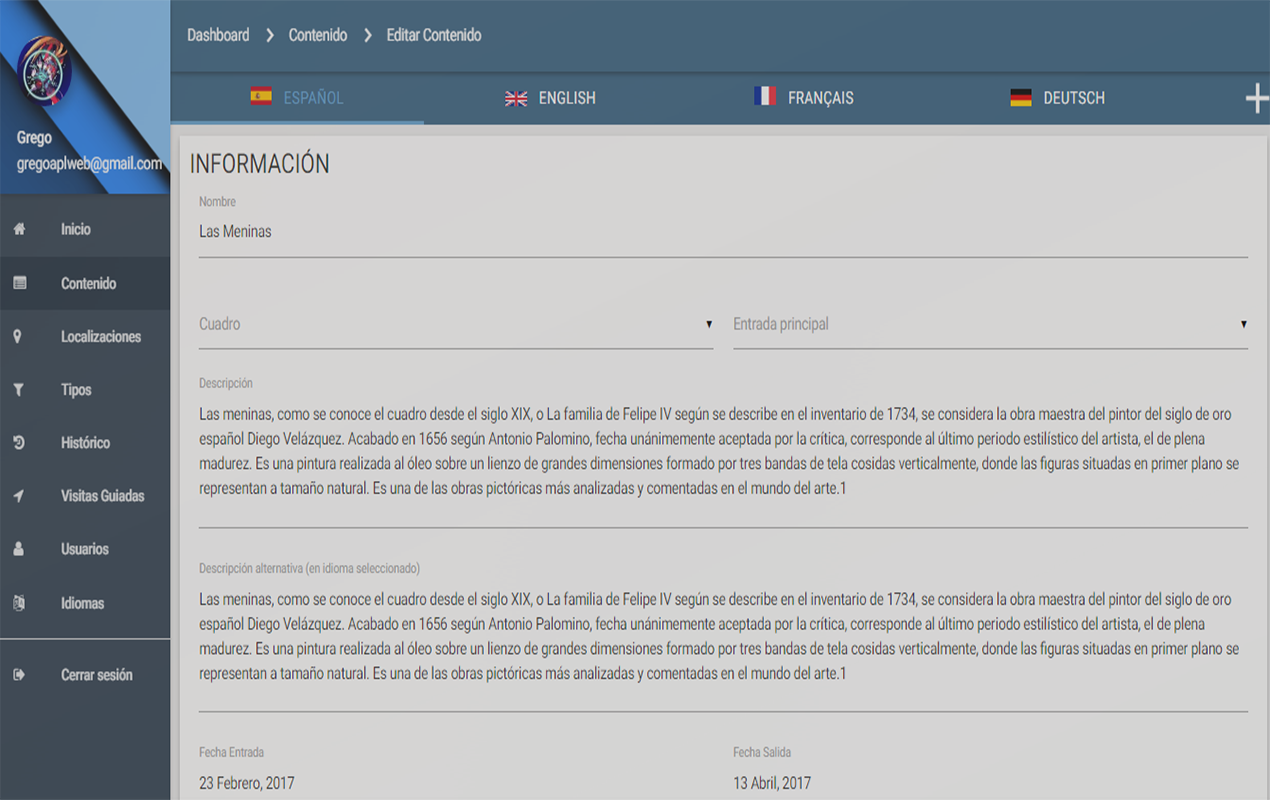 Dashboard > Contenido > Editar Contenido
ESPAÑOL ENGLISH FRANÇAIS DEUTSCH +
Grego
gregoaplweb@gmail.com
Inicio
Contenido
Localizaciones
Tipos
Histórico
Visitas Guiadas
Usuarios
Idiomas
Cerrar sesión
INFORMACIÓN
Nombre
Las Meninas
Cuadro
Entrada principal
Descripción
Las meninas, como se conoce el cuadro desde el siglo XIX, o La familia de Felipe IV según se describe en el inventario de 1734, se considera la obra maestra del pintor del siglo de oro
español Diego Velázquez. Acabado en 1656 según Antonio Palomino, fecha unánimemente aceptada por la crítica, corresponde al último periodo estilístico del artista, el de plena
madurez. Es una pintura realizada al óleo sobre un lienzo de grandes dimensiones formado por tres bandas de tela cosidas verticalmente, donde las figuras situadas en primer plano se
representan a tamaño natural. Es una de las obras pictóricas más analizadas y comentadas en el mundo del arte.1
Descripción alternativa (en idioma seleccionado)
Las meninas, como se conoce el cuadro desde el siglo XIX, o La familia de Felipe IV según se describe en el inventario de 1734, se considera la obra maestra del pintor del siglo de oro
español Diego Velázquez. Acabado en 1656 según Antonio Palomino, fecha unánimemente aceptada por la crítica, corresponde al último periodo estilístico del artista, el de plena
madurez. Es una pintura realizada al óleo sobre un lienzo de grandes dimensiones formado por tres bandas de tela cosidas verticalmente, donde las figuras situadas en primer plano se
representan a tamaño natural. Es una de las obras pictóricas más analizadas y comentadas en el mundo del arte.1
Fecha Entrada
23 Febrero, 2017
Fecha Salida
13 Abril, 2017